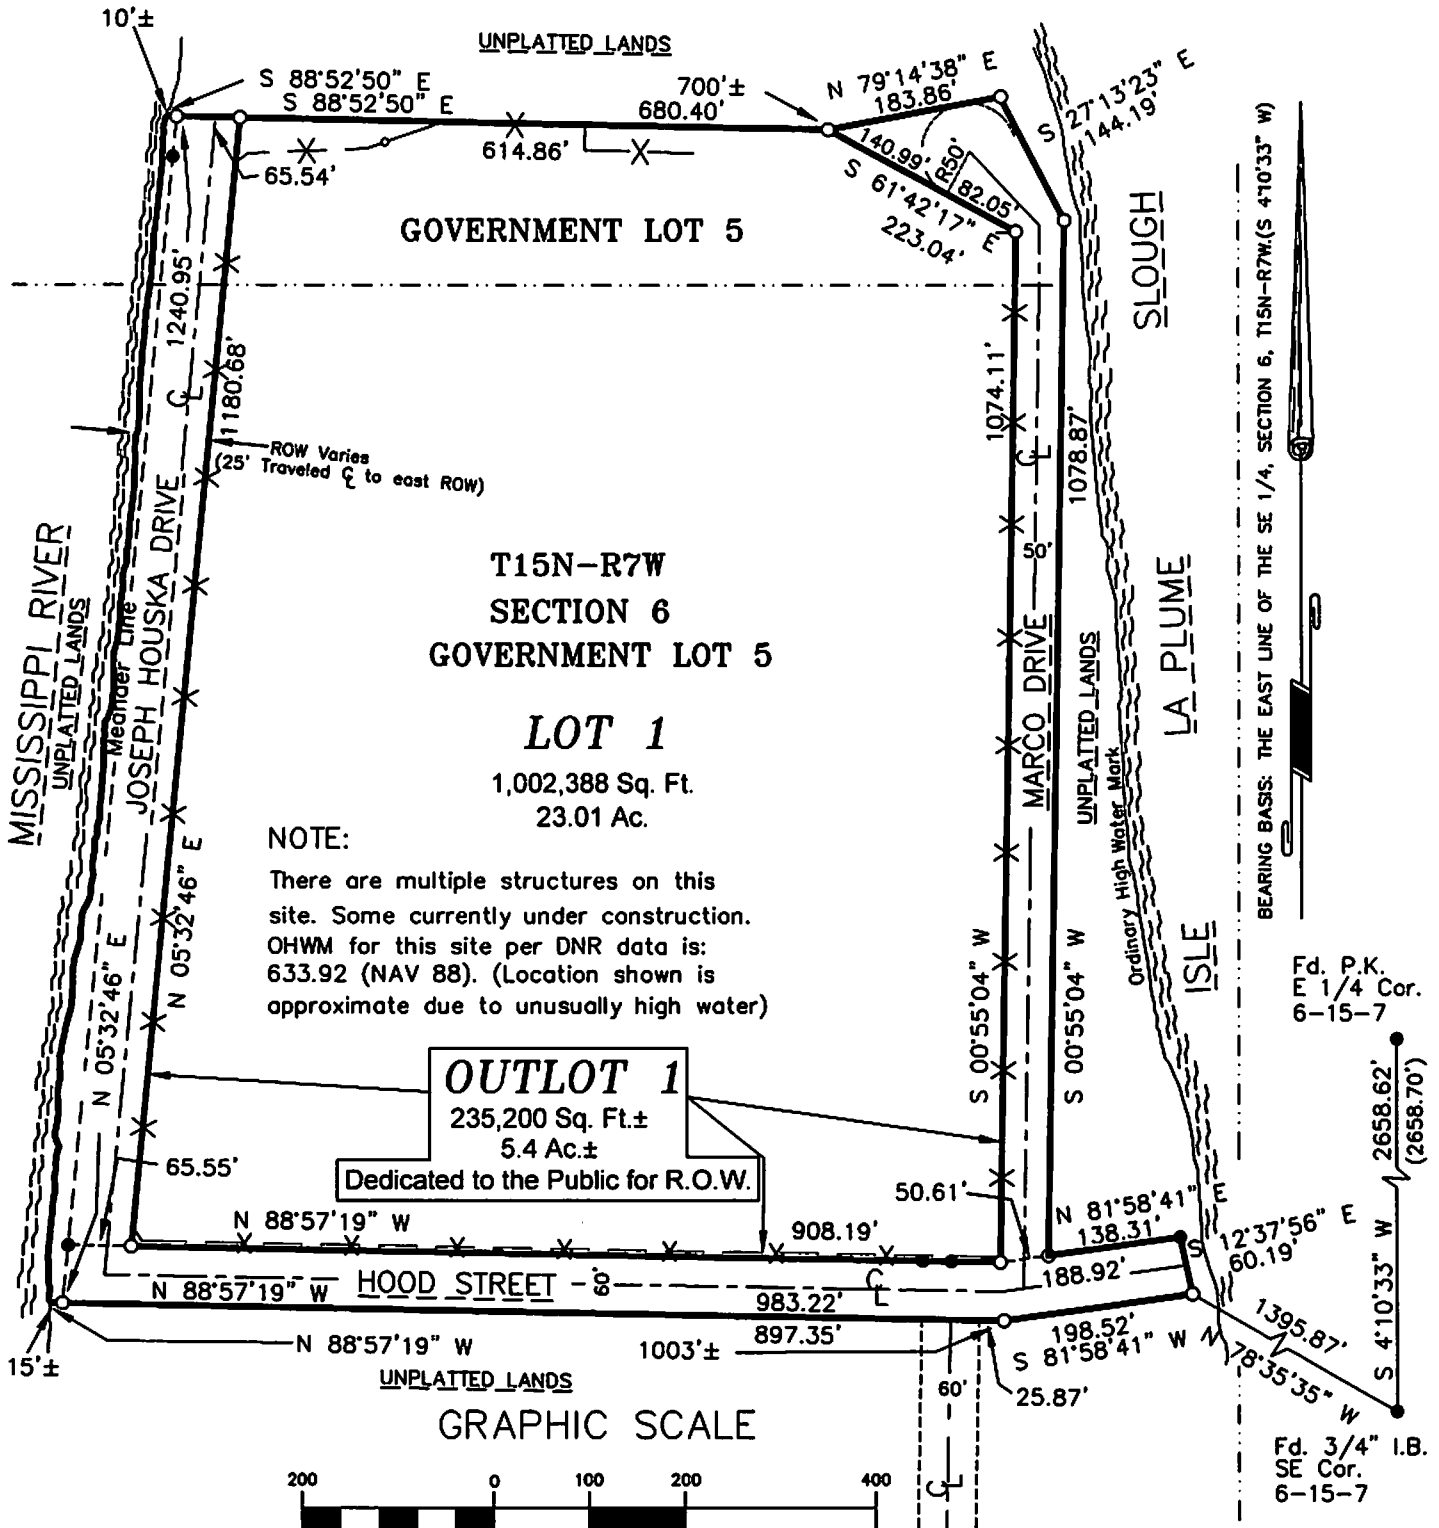 10'±
UNPLATTED LANDS
S 88°52'50" E
S 88°52'50" E
680.40'
700'±
N 79°14'38" E
183.86'
S 27°13'23" E
144.19'
614.86'
65.54'
140.99'
R50'
82.05'
S 61°42'17" E
223.04'
GOVERNMENT LOT 5
1240.95'
1180.68'
CL
ROW Varies
(25' Traveled CL to east ROW)
JOSEPH HOUSKA DRIVE
Meander Line
MISSISSIPPI RIVER
UNPLATTED LANDS
T15N-R7W
SECTION 6
GOVERNMENT LOT 5
LOT 1
1,002,388 Sq. Ft.
23.01 Ac.
NOTE:
There are multiple structures on this
site. Some currently under construction.
OHWM for this site per DNR data is:
633.92 (NAV 88). (Location shown is
approximate due to unusually high water)
N 05°32'46" E
N 05°32'46" E
1074.11'
1078.87'
CL
50'
MARCO DRIVE
UNPLATTED LANDS
Ordinary High Water Mark
S 00°55'04" W
S 00°55'04" W
SLOUGH
LA PLUME
ISLE
BEARING BASIS: THE EAST LINE OF THE SE 1/4, SECTION 6, T15N-R7W.(S 4°10'33" W)
Fd. P.K.
E 1/4 Cor.
6-15-7
2658.62'
(2658.70')
S 4°10'33" W
OUTLOT 1
235,200 Sq. Ft.±
5.4 Ac.±
Dedicated to the Public for R.O.W.
65.55'
N 88°57'19" W
908.19'
50.61'
N 81°58'41" E
138.31'
S 12°37'56" E
60.19'
188.92'
N 88°57'19" W
HOOD STREET
60'
CL
983.22'
897.35'
198.52'
S 81°58'41" W
1395.87'
N 78°35'35" W
15'±
N 88°57'19" W
1003'±
25.87'
60'
CL
UNPLATTED LANDS
GRAPHIC SCALE
Fd. 3/4" I.B.
SE Cor.
6-15-7
200 0 100 200 400